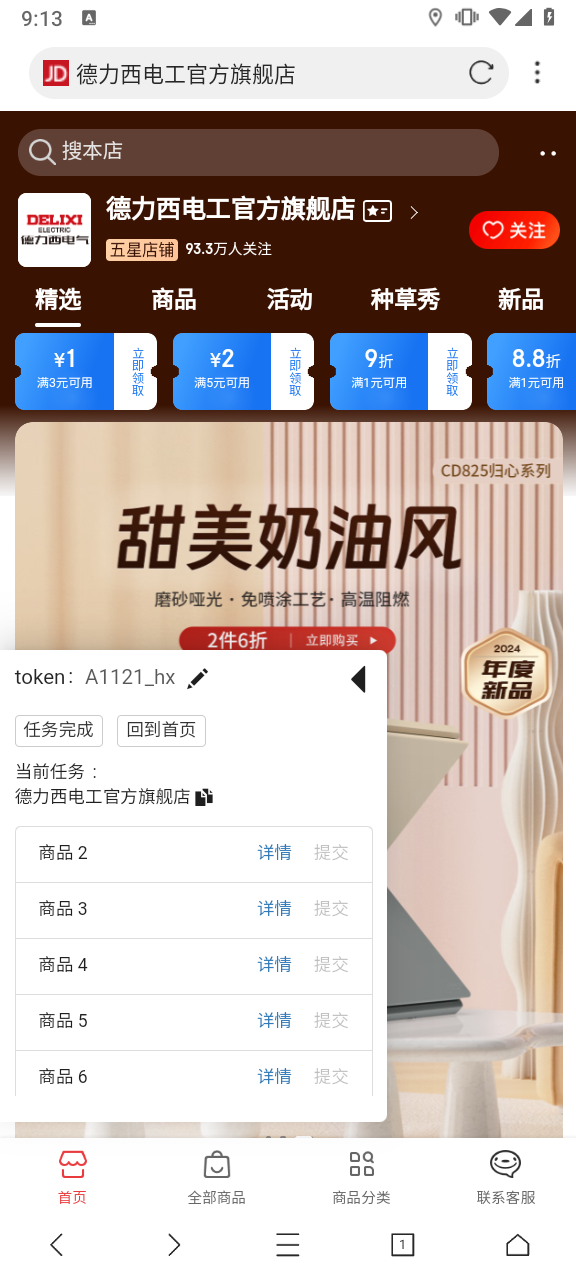 9:13
A
JD 德力西电工官方旗舰店
搜本店
DELIXI
ELECTRIC
德力西电气
德力西电工官方旗舰店
五星店铺 93.3万人关注
关注
精选 商品 活动 种草秀 新品
¥1 满3元可用 立即领取
¥2 满5元可用 立即领取
9折 满1元可用 立即领取
8.8折 满1元可用
CD825归心系列
甜美奶油风
磨砂哑光·免喷涂工艺·高温阻燃
2件6折 | 立即购买
2024
年度
新品
token: A1121_hx
任务完成 回到首页
当前任务 :
德力西电工官方旗舰店
商品 2 详情 提交
商品 3 详情 提交
商品 4 详情 提交
商品 5 详情 提交
商品 6 详情 提交
首页 全部商品 商品分类 联系客服
1